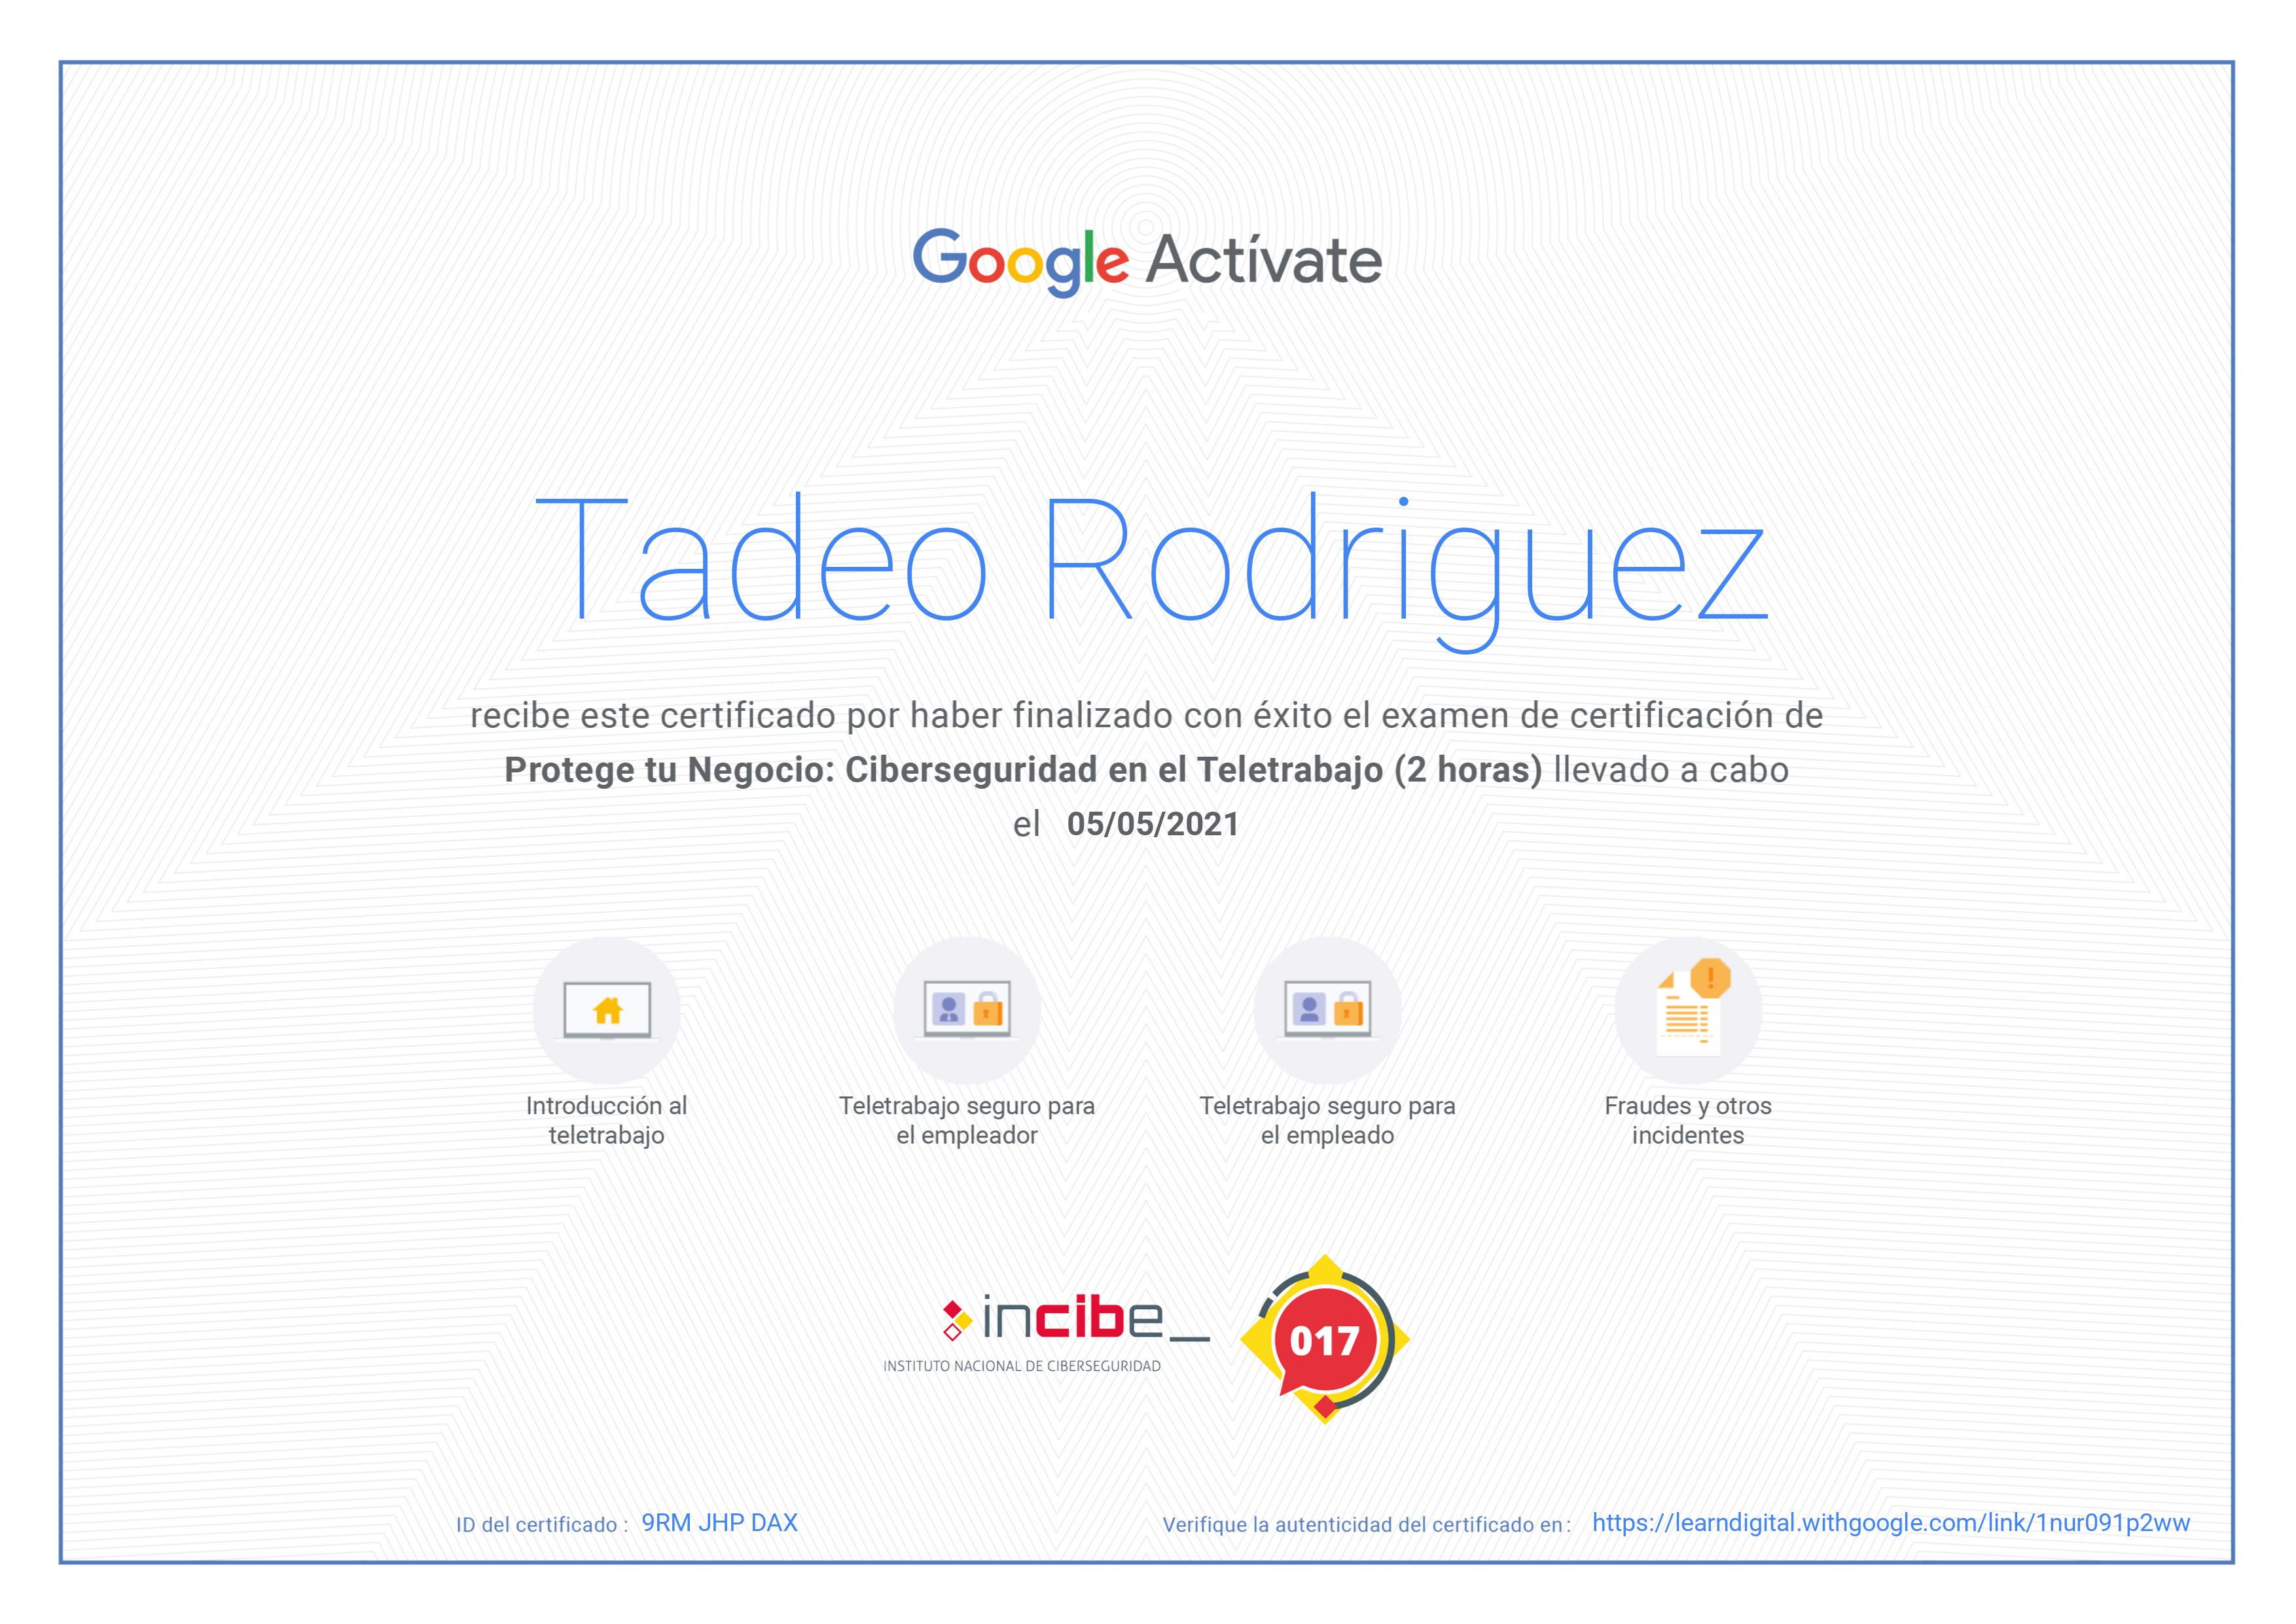 Google Actívate
Tadeo Rodriguez
recibe este certificado por haber finalizado con éxito el examen de certificación de
Protege tu Negocio: Ciberseguridad en el Teletrabajo (2 horas) llevado a cabo
el 05/05/2021
Introducción al
teletrabajo
Teletrabajo seguro para
el empleador
Teletrabajo seguro para
el empleado
Fraudes y otros
incidentes
incibe_
INSTITUTO NACIONAL DE CIBERSEGURIDAD
017
ID del certificado : 9RM JHP DAX
Verifique la autenticidad del certificado en : https://learndigital.withgoogle.com/link/1nur091p2ww